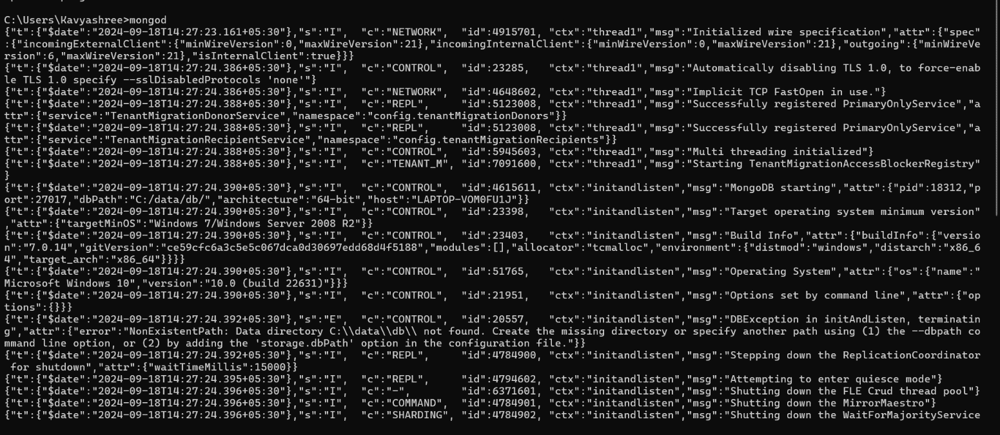 C:\Users\Kavyashree>mongod
{"t":{"$date":"2024-09-18T14:27:23.161+05:30"},"s":"I",  "c":"NETWORK",  "id":4915701, "ctx":"thread1","msg":"Initialized wire specification","attr":{"spec"
:{"incomingExternalClient":{"minWireVersion":0,"maxWireVersion":21},"incomingInternalClient":{"minWireVersion":0,"maxWireVersion":21},"outgoing":{"minWireVe
rsion":6,"maxWireVersion":21},"isInternalClient":true}}}
{"t":{"$date":"2024-09-18T14:27:24.386+05:30"},"s":"I",  "c":"CONTROL",  "id":23285,   "ctx":"thread1","msg":"Automatically disabling TLS 1.0, to force-enab
le TLS 1.0 specify --sslDisabledProtocols 'none'"}
{"t":{"$date":"2024-09-18T14:27:24.386+05:30"},"s":"I",  "c":"NETWORK",  "id":4648602, "ctx":"thread1","msg":"Implicit TCP FastOpen in use."}
{"t":{"$date":"2024-09-18T14:27:24.388+05:30"},"s":"I",  "c":"REPL",     "id":5123008, "ctx":"thread1","msg":"Successfully registered PrimaryOnlyService","a
ttr":{"service":"TenantMigrationDonorService","namespace":"config.tenantMigrationDonors"}}
{"t":{"$date":"2024-09-18T14:27:24.388+05:30"},"s":"I",  "c":"REPL",     "id":5123008, "ctx":"thread1","msg":"Successfully registered PrimaryOnlyService","a
ttr":{"service":"TenantMigrationRecipientService","namespace":"config.tenantMigrationRecipients"}}
{"t":{"$date":"2024-09-18T14:27:24.388+05:30"},"s":"I",  "c":"CONTROL",  "id":5945603, "ctx":"thread1","msg":"Multi threading initialized"}
{"t":{"$date":"2024-09-18T14:27:24.388+05:30"},"s":"I",  "c":"TENANT_M", "id":7091600, "ctx":"thread1","msg":"Starting TenantMigrationAccessBlockerRegistry"
}
{"t":{"$date":"2024-09-18T14:27:24.390+05:30"},"s":"I",  "c":"CONTROL",  "id":4615611, "ctx":"initandlisten","msg":"MongoDB starting","attr":{"pid":18312,"p
ort":27017,"dbPath":"C:/data/db/","architecture":"64-bit","host":"LAPTOP-VOM0FU1J"}}
{"t":{"$date":"2024-09-18T14:27:24.390+05:30"},"s":"I",  "c":"CONTROL",  "id":23398,   "ctx":"initandlisten","msg":"Target operating system minimum version"
,"attr":{"targetMinOS":"Windows 7/Windows Server 2008 R2"}}
{"t":{"$date":"2024-09-18T14:27:24.390+05:30"},"s":"I",  "c":"CONTROL",  "id":23403,   "ctx":"initandlisten","msg":"Build Info","attr":{"buildInfo":{"versio
n":"7.0.14","gitVersion":"ce59cfc6a3c5e5c067dca0d30697edd68d4f5188","modules":[],"allocator":"tcmalloc","environment":{"distmod":"windows","distarch":"x86_6
4","target_arch":"x86_64"}}}}
{"t":{"$date":"2024-09-18T14:27:24.390+05:30"},"s":"I",  "c":"CONTROL",  "id":51765,   "ctx":"initandlisten","msg":"Operating System","attr":{"os":{"name":"
Microsoft Windows 10","version":"10.0 (build 22631)"}}}
{"t":{"$date":"2024-09-18T14:27:24.390+05:30"},"s":"I",  "c":"CONTROL",  "id":21951,   "ctx":"initandlisten","msg":"Options set by command line","attr":{"op
tions":{}}}
{"t":{"$date":"2024-09-18T14:27:24.392+05:30"},"s":"E",  "c":"CONTROL",  "id":20557,   "ctx":"initandlisten","msg":"DBException in initAndListen, terminatin
g","attr":{"error":"NonExistentPath: Data directory C:\\data\\db\\ not found. Create the missing directory or specify another path using (1) the --dbpath co
mmand line option, or (2) by adding the 'storage.dbPath' option in the configuration file."}}
{"t":{"$date":"2024-09-18T14:27:24.392+05:30"},"s":"I",  "c":"REPL",     "id":4784900, "ctx":"initandlisten","msg":"Stepping down the ReplicationCoordinator
 for shutdown","attr":{"waitTimeMillis":15000}}
{"t":{"$date":"2024-09-18T14:27:24.395+05:30"},"s":"I",  "c":"REPL",     "id":4794602, "ctx":"initandlisten","msg":"Attempting to enter quiesce mode"}
{"t":{"$date":"2024-09-18T14:27:24.396+05:30"},"s":"I",  "c":"-",        "id":6371601, "ctx":"initandlisten","msg":"Shutting down the FLE Crud thread pool"}
{"t":{"$date":"2024-09-18T14:27:24.396+05:30"},"s":"I",  "c":"COMMAND",  "id":4784901, "ctx":"initandlisten","msg":"Shutting down the MirrorMaestro"}
{"t":{"$date":"2024-09-18T14:27:24.396+05:30"},"s":"I",  "c":"SHARDING", "id":4784902, "ctx":"initandlisten","msg":"Shutting down the WaitForMajorityService